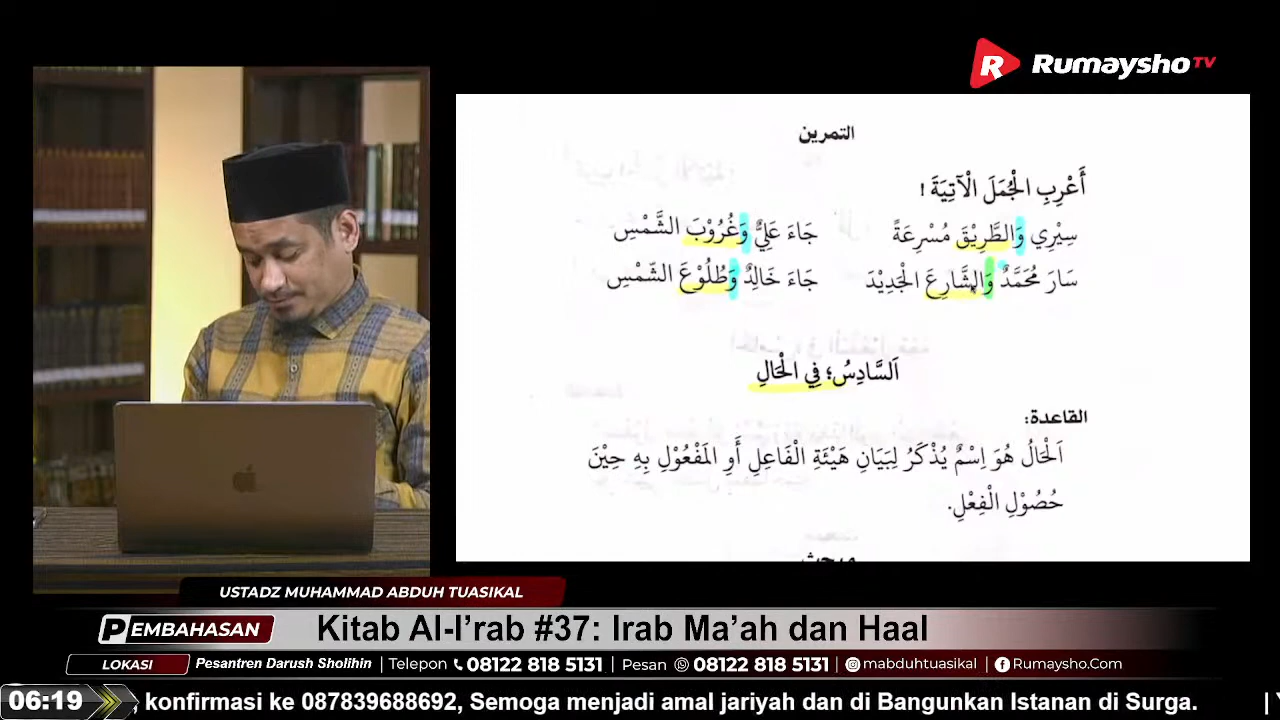 Rumaysho TV
التمرين
أَعْرِبِ الْجُمَلَ الْآتِيَةَ !
سِيْرِي وَالطَّرِيْقَ مُسْرِعَةً جَاءَ عَلِيٌّ وَغُرُوْبَ الشَّمْسِ
سَارَ مُحَمَّدٌ وَالشَّارِعَ الْجَدِيْدَ جَاءَ خَالِدٌ وَطُلُوْعَ الشَّمْسِ
اَلسَّادِسُ؛ فِي الْحَالِ
القاعدة:
اَلْحَالُ هُوَ اِسْمٌ يُذْكَرُ لِبَيَانِ هَيْئَةِ الْفَاعِلِ أَوِ الْمَفْعُوْلِ بِهِ حِيْنَ
حُصُوْلِ الْفِعْلِ.
USTADZ MUHAMMAD ABDUH TUASIKAL
PEMBAHASAN Kitab Al-I’rab #37: Irab Ma’ah dan Haal
LOKASI Pesantren Darush Sholihin | Telepon 08122 818 5131 | Pesan 08122 818 5131 | mabduhtuasikal | Rumaysho.Com
06:19 , konfirmasi ke 087839688692, Semoga menjadi amal jariyah dan di Bangunkan Istanan di Surga. |